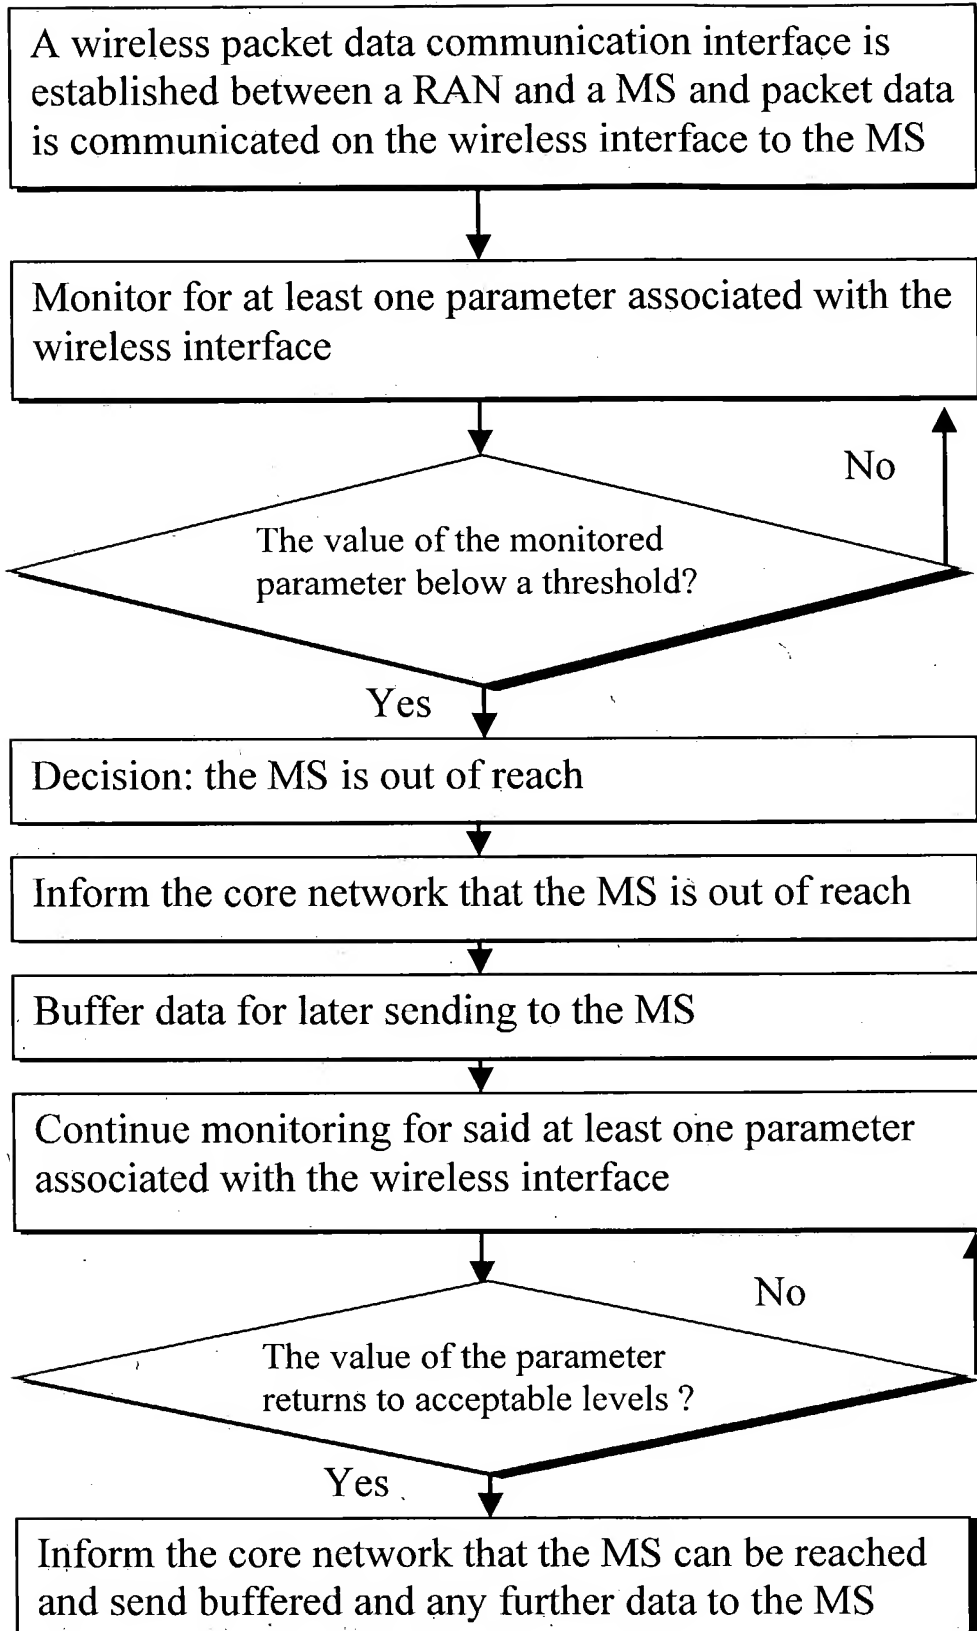 A wireless packet data communication interface is
established between a RAN and a MS and packet data
is communicated on the wireless interface to the MS
Monitor for at least one parameter associated with the
wireless interface
No
The value of the monitored
parameter below a threshold?
Yes
Decision: the MS is out of reach
Inform the core network that the MS is out of reach
Buffer data for later sending to the MS
Continue monitoring for said at least one parameter
associated with the wireless interface
No
The value of the parameter
returns to acceptable levels ?
Yes
Inform the core network that the MS can be reached
and send buffered and any further data to the MS